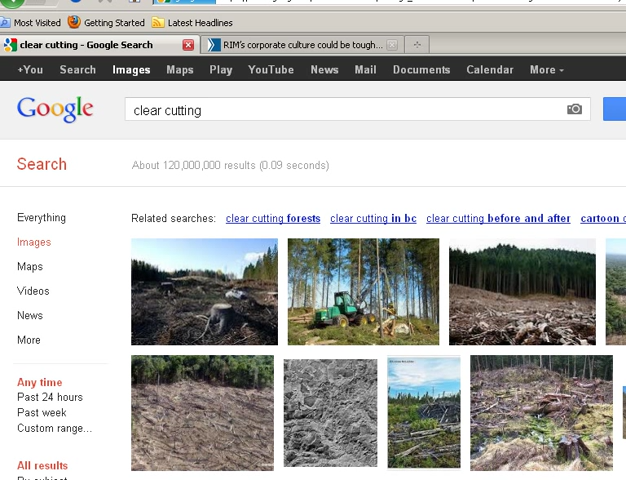 Most Visited Getting Started Latest Headlines
clear cutting - Google Search RIM's corporate culture could be tough...
+You Search Images Maps Play YouTube News Mail Documents Calendar More
Google clear cutting
Search About 120,000,000 results (0.09 seconds)
Everything
Related searches: clear cutting forests clear cutting in bc clear cutting before and after cartoon
Images
Maps
Videos
News
More
Any time
Past 24 hours
Past week
Custom range...
All results